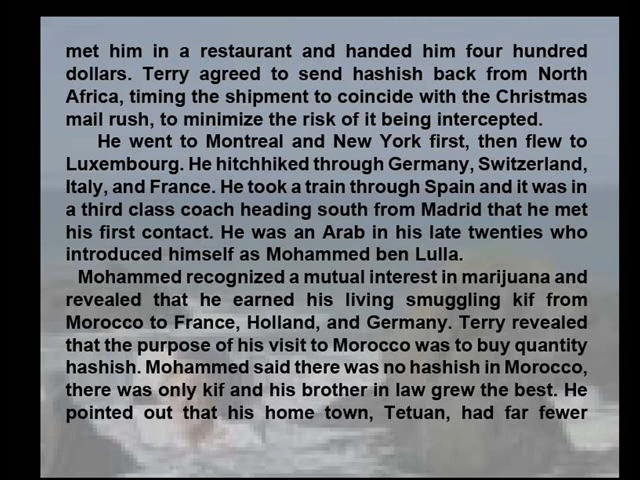 met him in a restaurant and handed him four hundred
dollars. Terry agreed to send hashish back from North
Africa, timing the shipment to coincide with the Christmas
mail rush, to minimize the risk of it being intercepted.
He went to Montreal and New York first, then flew to
Luxembourg. He hitchhiked through Germany, Switzerland,
Italy, and France. He took a train through Spain and it was in
a third class coach heading south from Madrid that he met
his first contact. He was an Arab in his late twenties who
introduced himself as Mohammed ben Lulla.
Mohammed recognized a mutual interest in marijuana and
revealed that he earned his living smuggling kif from
Morocco to France, Holland, and Germany. Terry revealed
that the purpose of his visit to Morocco was to buy quantity
hashish. Mohammed said there was no hashish in Morocco,
there was only kif and his brother in law grew the best. He
pointed out that his home town, Tetuan, had far fewer